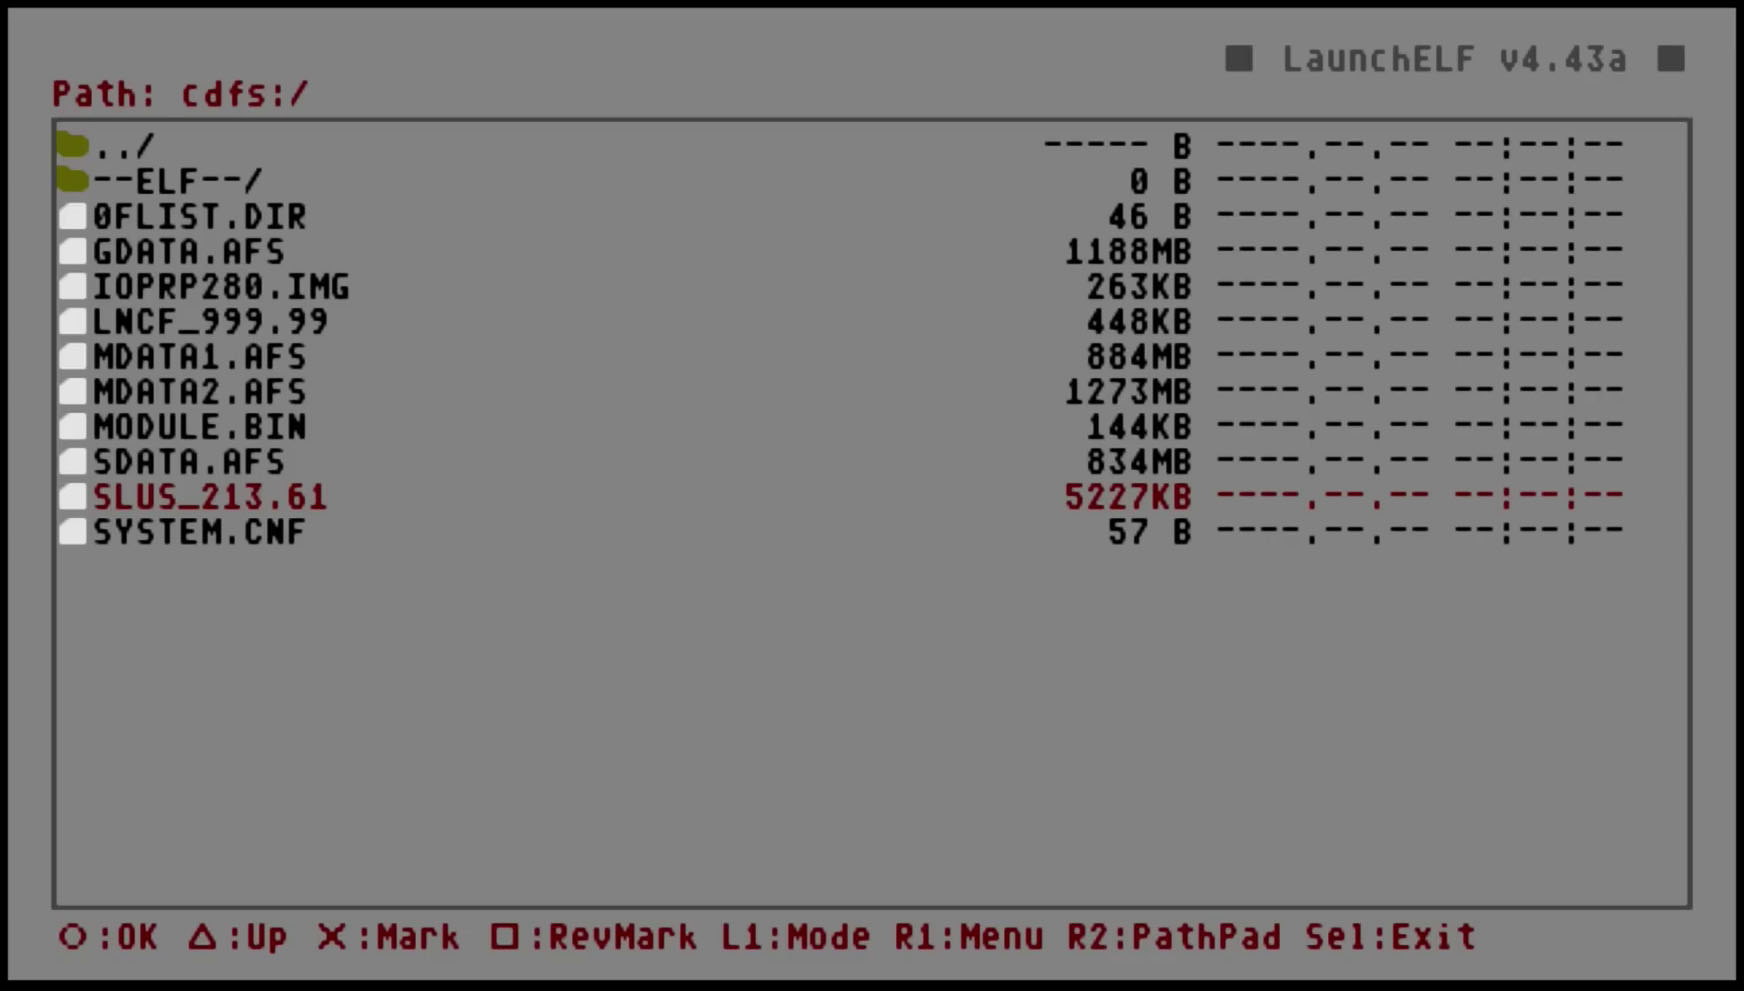 ■ LaunchELF v4.43a ■
Path: cdfs:/
../ ----- B ----.--.-- --:--:--
--ELF--/ 0 B ----.--.-- --:--:--
0FLIST.DIR 46 B ----.--.-- --:--:--
GDATA.AFS 1188MB ----.--.-- --:--:--
IOPRP280.IMG 263KB ----.--.-- --:--:--
LNCF_999.99 448KB ----.--.-- --:--:--
MDATA1.AFS 884MB ----.--.-- --:--:--
MDATA2.AFS 1273MB ----.--.-- --:--:--
MODULE.BIN 144KB ----.--.-- --:--:--
SDATA.AFS 834MB ----.--.-- --:--:--
SLUS_213.61 5227KB ----.--.-- --:--:--
SYSTEM.CNF 57 B ----.--.-- --:--:--
○:OK △:Up ×:Mark □:RevMark L1:Mode R1:Menu R2:PathPad Sel:Exit